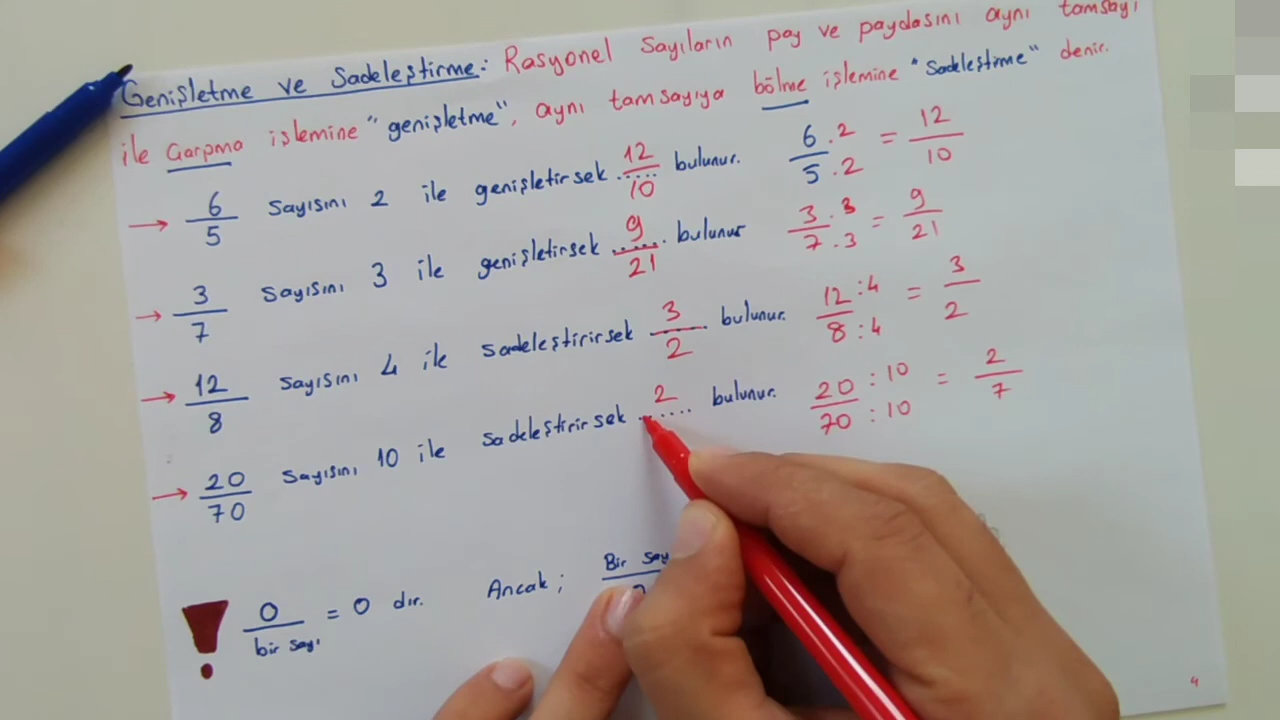 Genişletme ve Sadeleştirme: Rasyonel Sayıların pay ve paydasını aynı tamsayı
ile Çarpma işlemine "genişletme", aynı tamsayıya bölme işlemine "Sadeleştirme" denir.
→ 6/5 sayısını 2 ile genişletirsek 12/10 bulunur. 6.2/5.2 = 12/10
→ 3/7 sayısını 3 ile genişletirsek 9/21 bulunur 3.3/7.3 = 9/21
→ 12/8 sayısını 4 ile sadeleştirirsek 3/2 bulunur. 12:4/8:4 = 3/2
→ 20/70 sayısını 10 ile sadeleştirirsek 2 bulunur. 20:10/70:10 = 2/7
! 0/bir sayı = 0 dır. Ancak; Bir
4